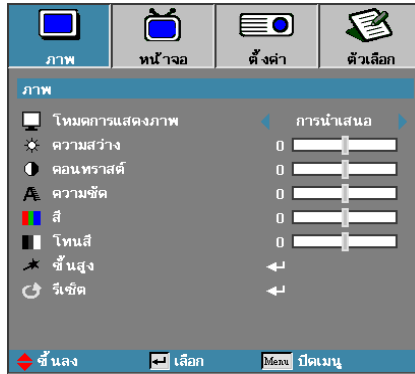 ภาพ หน้าจอ ตั้งค่า ตัวเลือก
ภาพ
โหมดการแสดงภาพ การนำเสนอ
ความสว่าง 0
คอนทราสต์ 0
ความชัด 0
สี 0
โทนสี 0
ขั้นสูง
รีเซ็ต
ขึ้นลง เลือก Menu ปิดเมนู